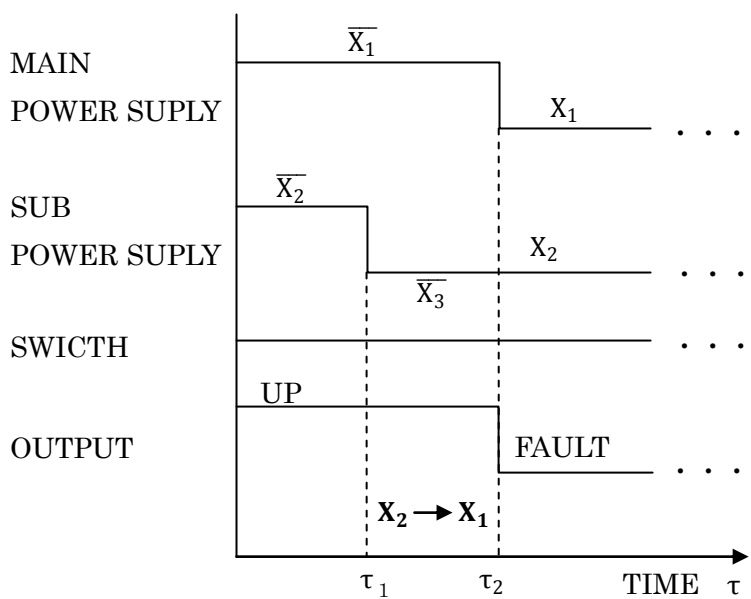 X̅₁
MAIN
POWER SUPLY
X₁
. . .
X̅₂
SUB
POWER SUPLY
X₂
. . .
X̅₃
SWICTH
. . .
UP
OUTPUT
FAULT
. . .
X₂ → X₁
τ₁ τ₂ TIME τ